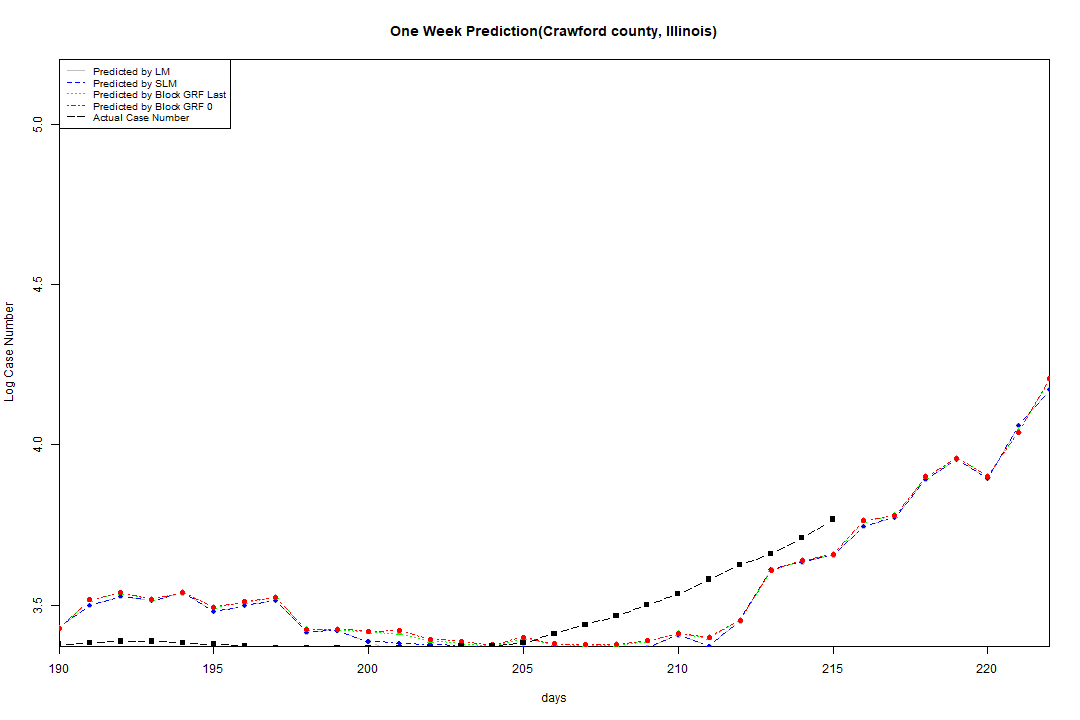 One Week Prediction(Crawford county, Illinois)
Predicted by LM
Predicted by SLM
Predicted by Block GRF Last
Predicted by Block GRF 0
Actual Case Number
5.0
4.5
4.0
3.5
Log Case Number
190 195 200 205 210 215 220
days